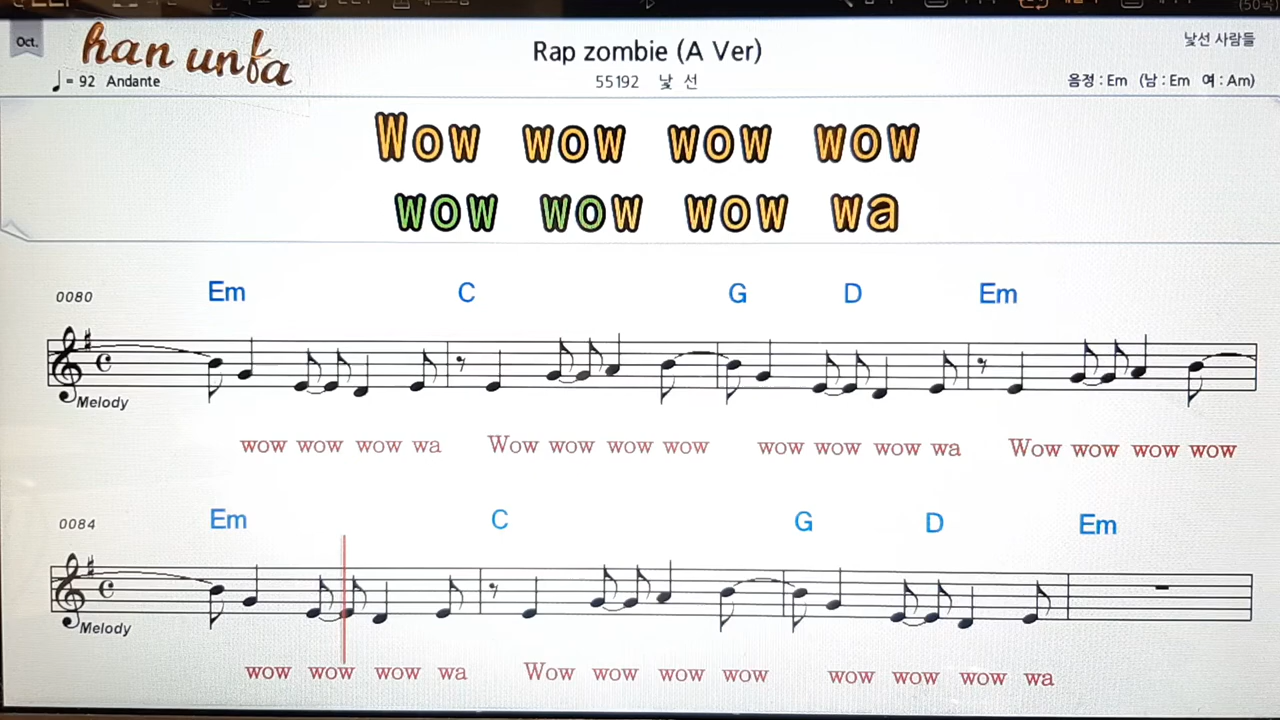 (50곡)
Oct.
han unfa
Rap zombie (A Ver)
낯선 사람들
♩= 92 Andante
55192 낯 선
음정 : Em (남 : Em 여 : Am)
Wow wow wow wow
wow wow wow wa
0080
Em C G D Em
Melody
wow wow wow wa Wow wow wow wow wow wow wow wa Wow wow wow wow
0084
Em C G D Em
Melody
wow wow wow wa Wow wow wow wow wow wow wow wa